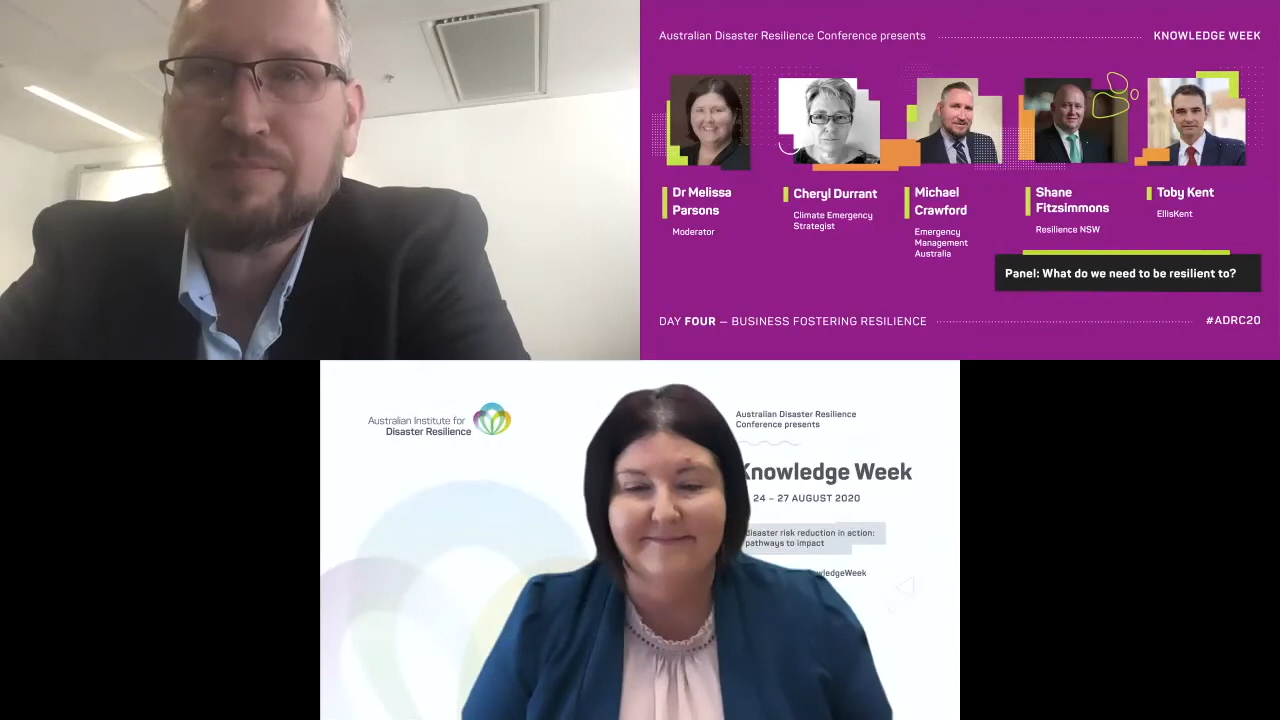 Australian Disaster Resilience Conference presents
KNOWLEDGE WEEK
Dr Melissa
Parsons
Moderator
Cheryl Durrant
Climate Emergency
Strategist
Michael
Crawford
Emergency
Management
Australia
Shane
Fitzsimmons
Resilience NSW
Toby Kent
EllisKent
Panel: What do we need to be resilient to?
DAY FOUR — BUSINESS FOSTERING RESILIENCE
#ADRC20
Australian Institute for
Disaster Resilience
Australian Disaster Resilience
Conference presents
Knowledge Week
24 – 27 AUGUST 2020
disaster risk reduction in action:
pathways to impact